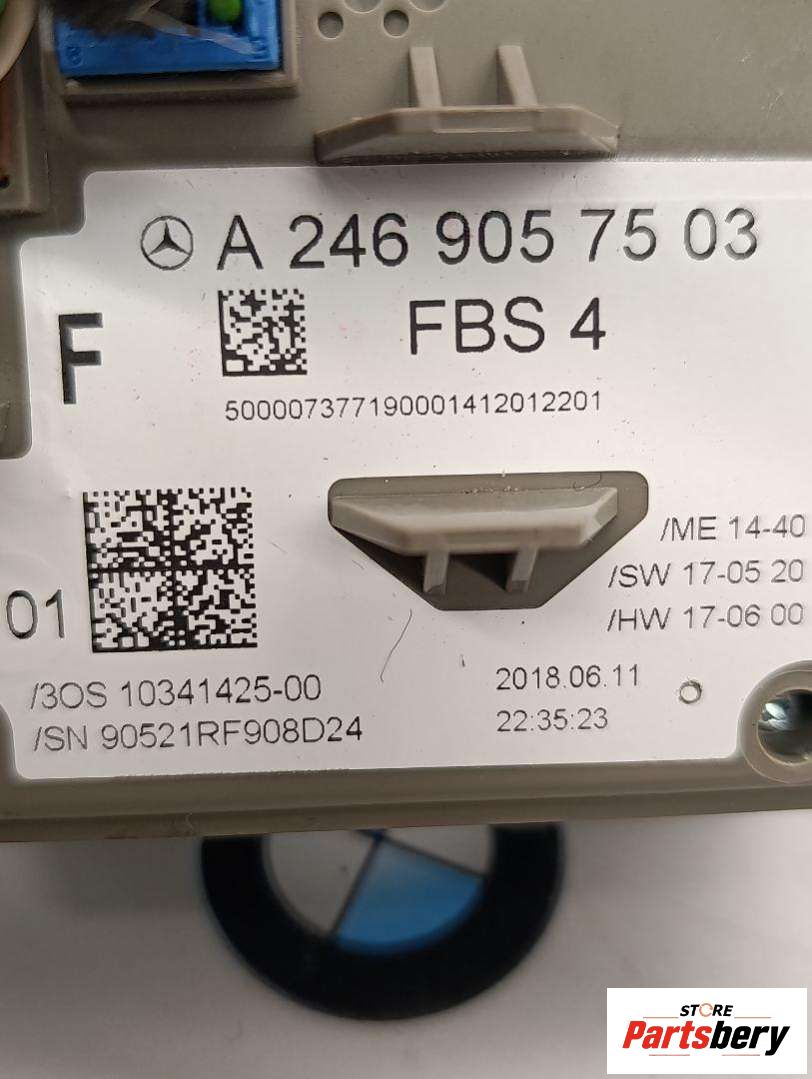 A 246 905 75 03
F
FBS 4
500007377190001412012201
/ME 14-40
/SW 17-05 20
01
/HW 17-06 00
/3OS 10341425-00
2018.06.11
/SN 90521RF908D24
22:35:23
STORE
Partsbery